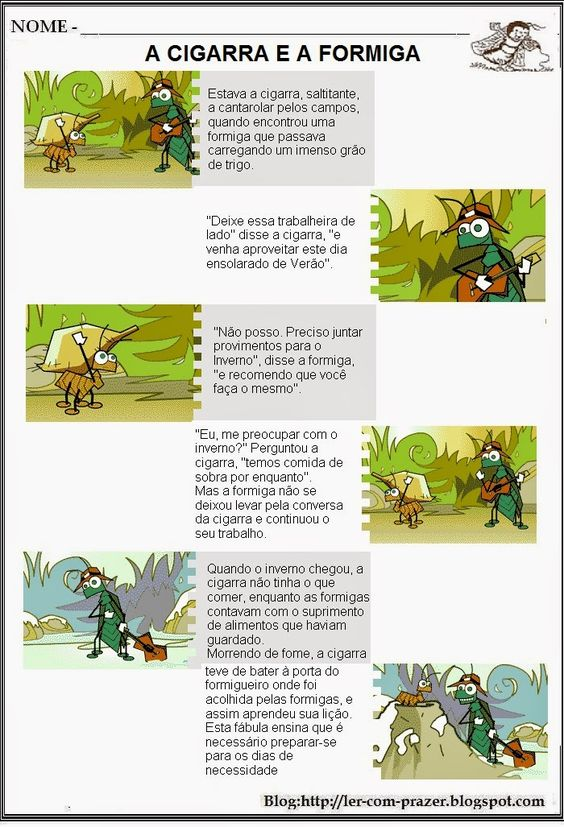 NOME -
A CIGARRA E A FORMIGA
Estava a cigarra, saltitante,
a cantarolar pelos campos,
quando encontrou uma
formiga que passava
carregando um imenso grão
de trigo.
"Deixe essa trabalheira de
lado" disse a cigarra, "e
venha aproveitar este dia
ensolarado de Verão".
"Não posso. Preciso juntar
provimentos para o
Inverno", disse a formiga,
"e recomendo que você
faça o mesmo".
"Eu, me preocupar com o
inverno?" Perguntou a
cigarra, "temos comida de
sobra por enquanto".
Mas a formiga não se
deixou levar pela conversa
da cigarra e continuou o
seu trabalho.
Quando o inverno chegou, a
cigarra não tinha o que
comer, enquanto as formigas
contavam com o suprimento
de alimentos que haviam
guardado.
Morrendo de fome, a cigarra
teve de bater à porta do
formigueiro onde foi
acolhida pelas formigas, e
assim aprendeu sua lição.
Esta fábula ensina que é
necessário preparar-se
para os dias de
necessidade
Blog:http://ler-com-prazer.blogspot.com